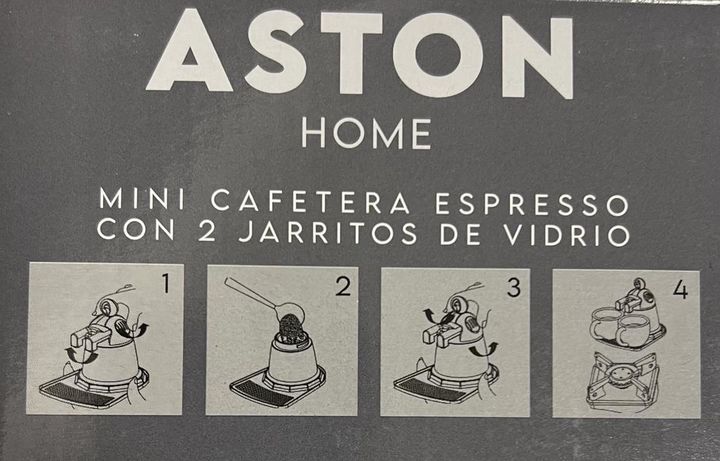 ASTON
HOME
MINI CAFETERA ESPRESSO
CON 2 JARRITOS DE VIDRIO
1
2
3
4